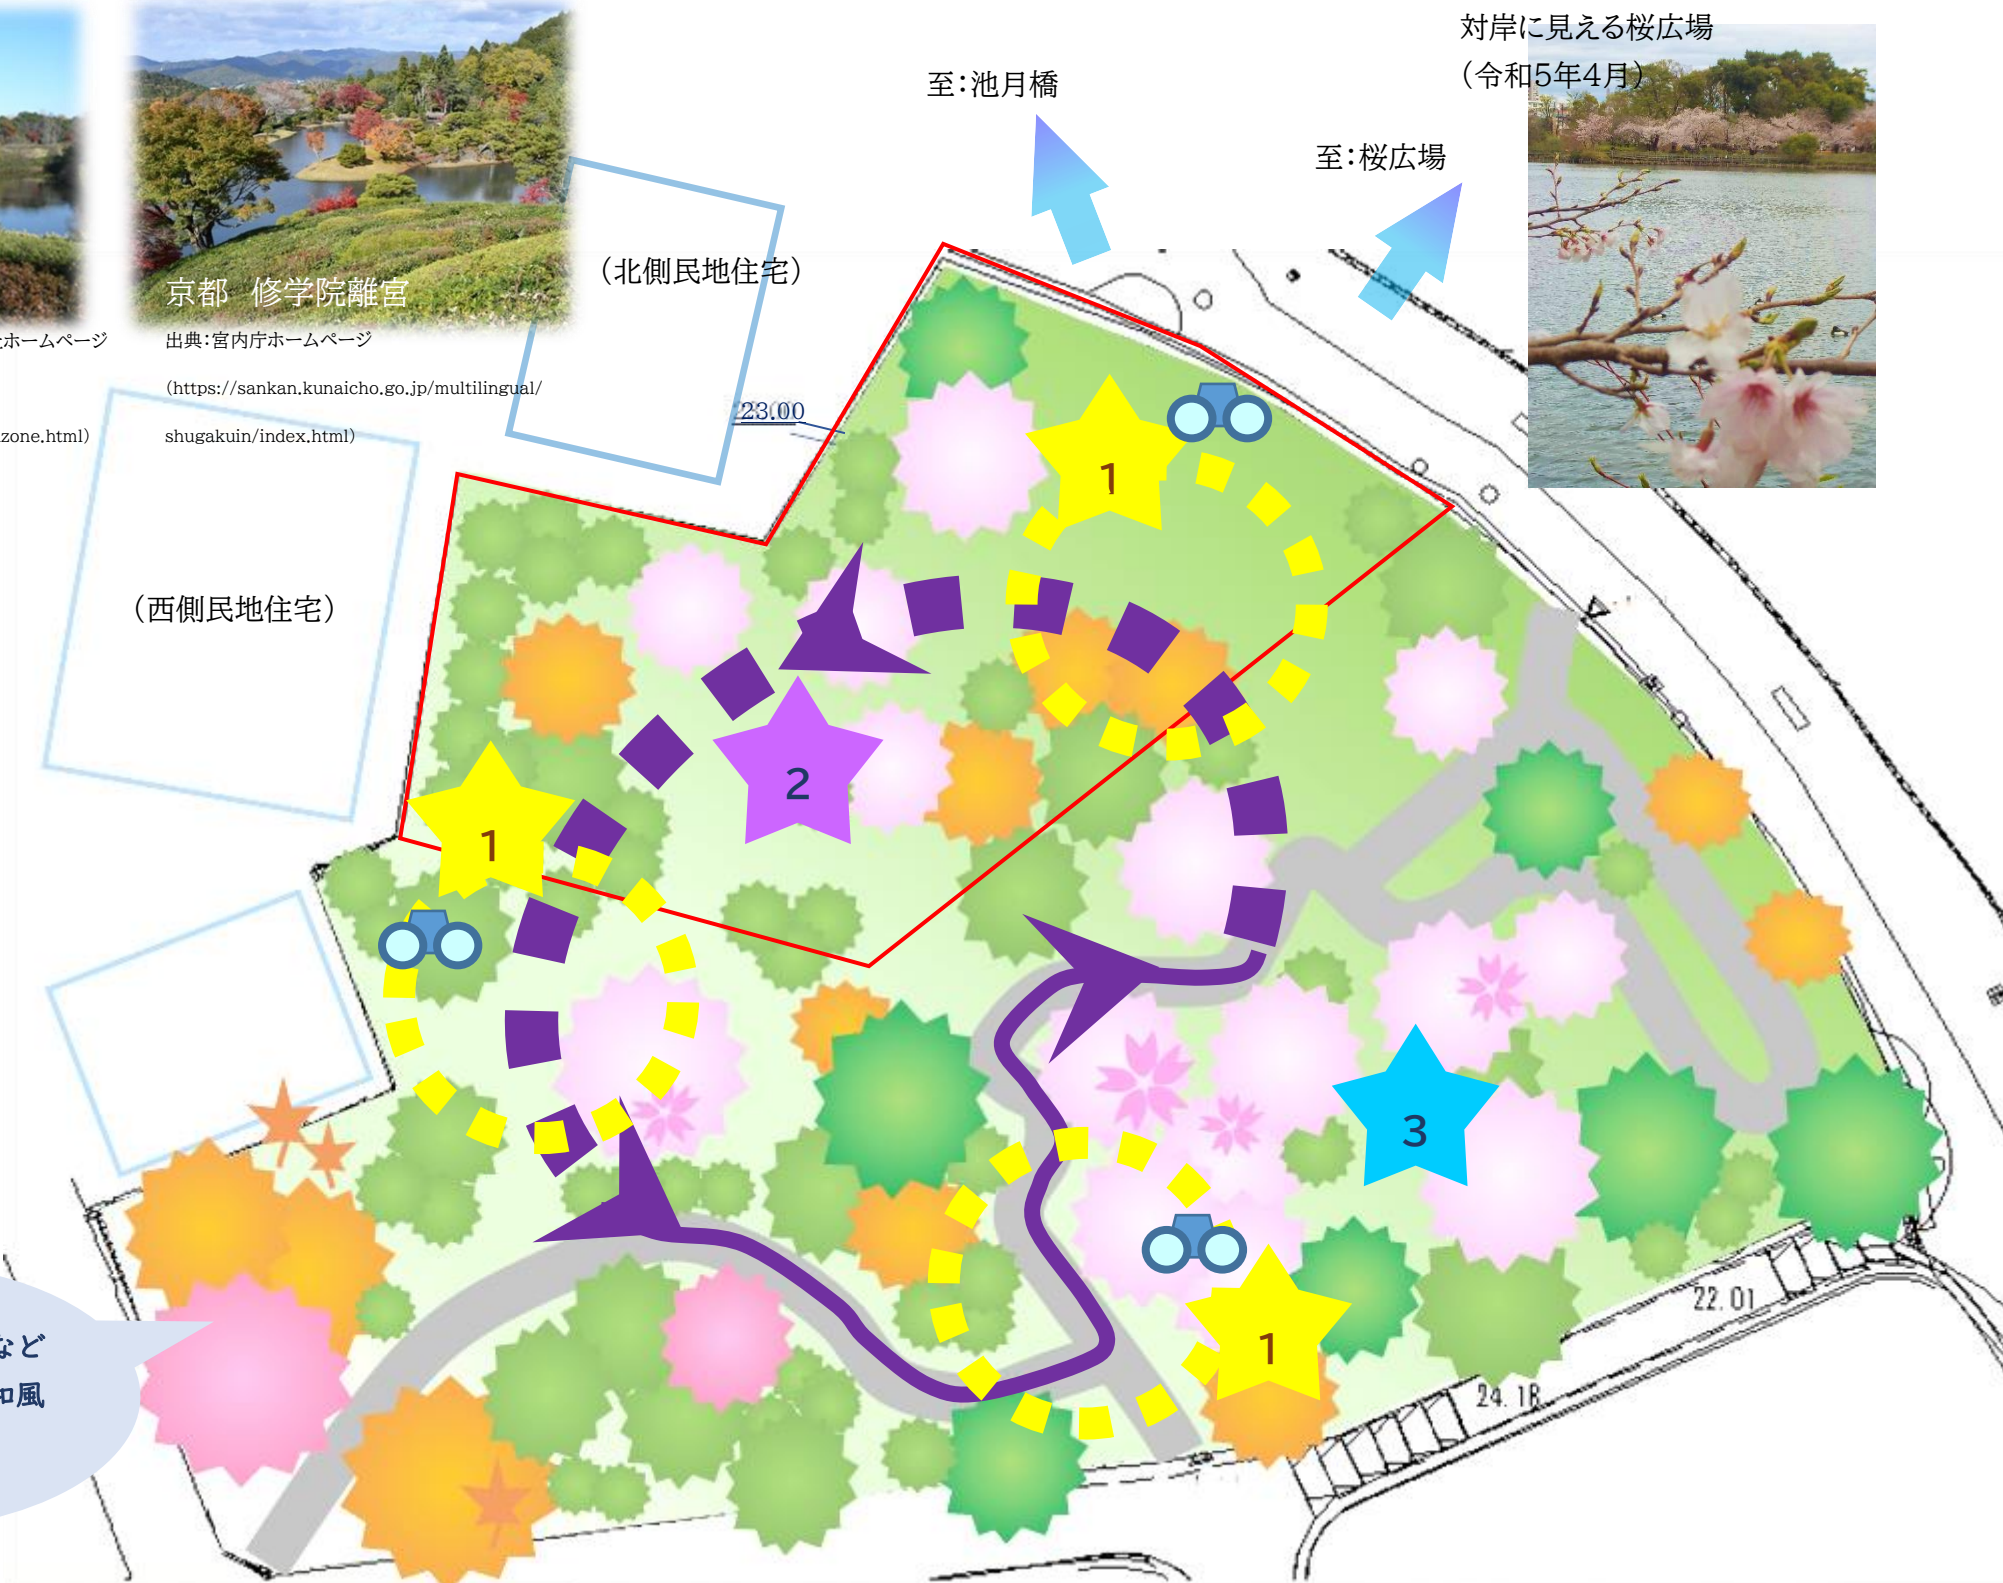 対岸に見える桜広場
（令和5年4月）
至：池月橋
至：桜広場
（北側民地住宅）
京都　修学院離宮
ホームページ
出典：宮内庁ホームページ
(https://sankan.kunaicho.go.jp/multilingual/
zone.html)
shugakuin/index.html)
23.00
1
（西側民地住宅）
2
1
3
22.01
など
1
和風
24.18